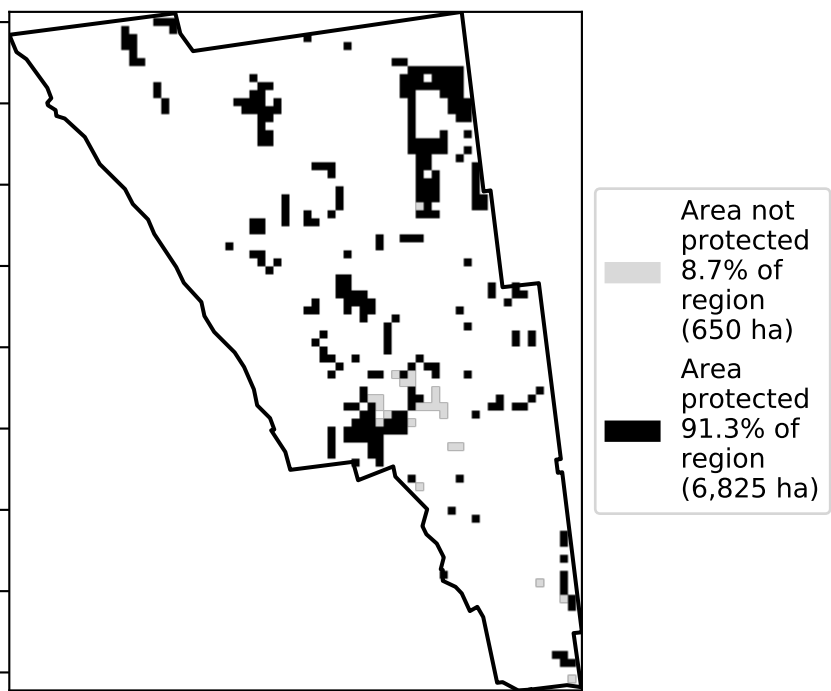 Area not
protected
8.7% of
region
(650 ha)
Area
protected
91.3% of
region
(6,825 ha)